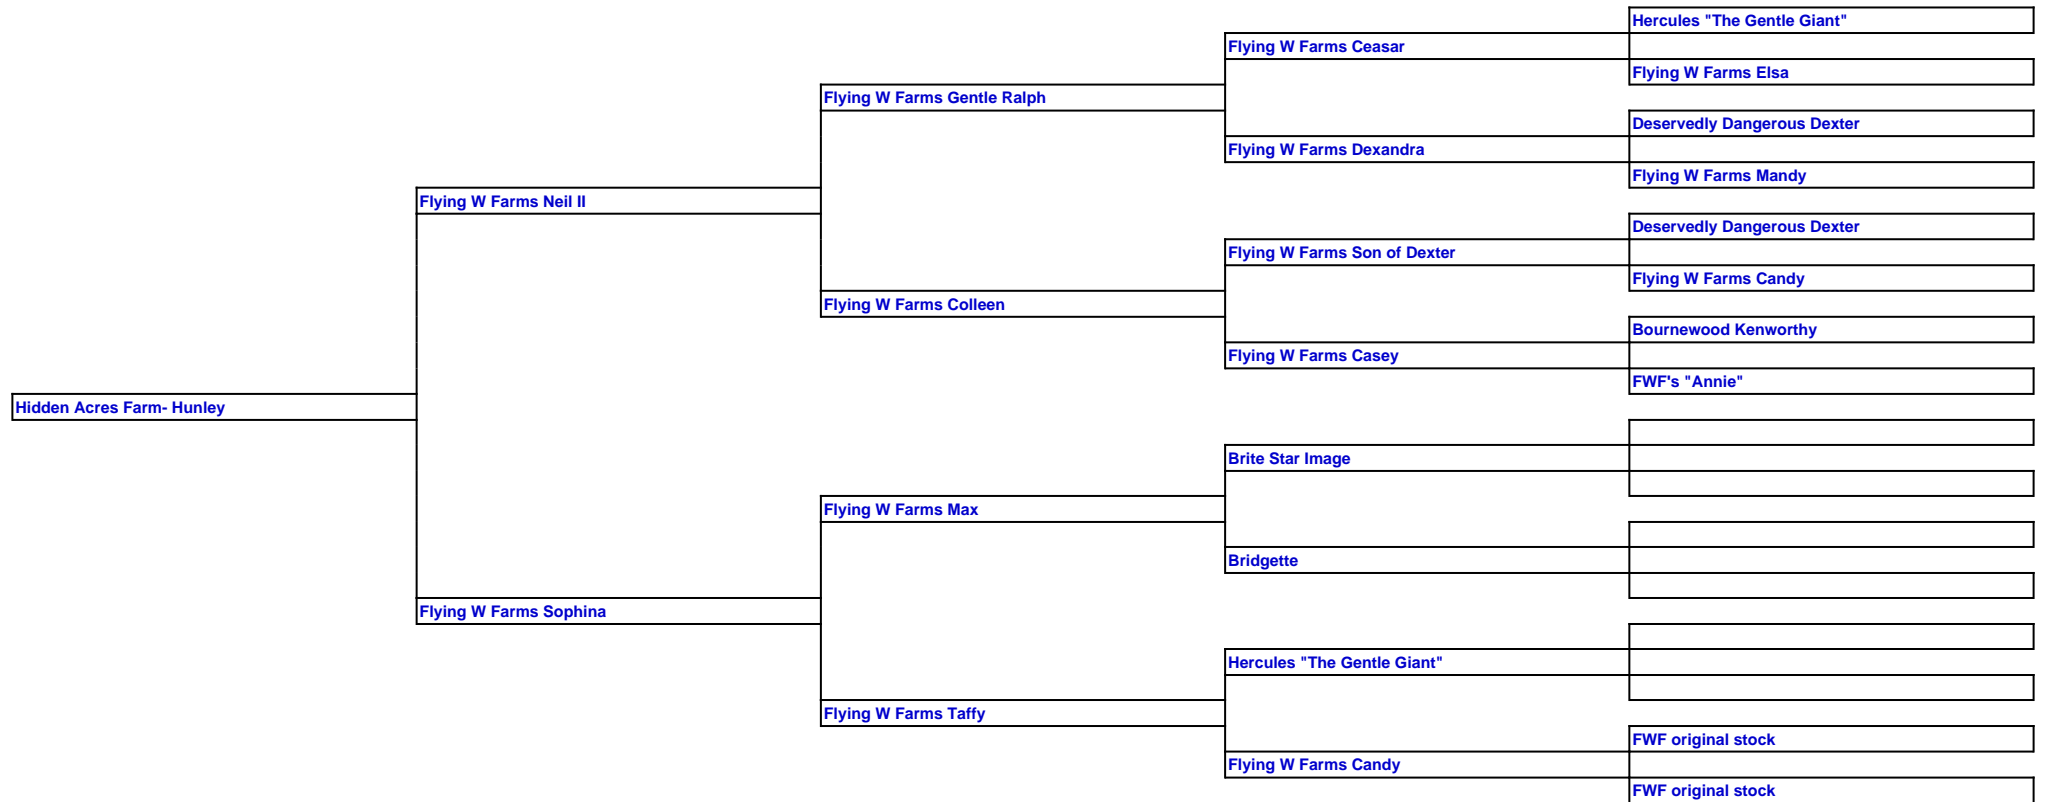 Hercules "The Gentle Giant"
Flying W Farms Ceasar
Flying W Farms Elsa
Flying W Farms Gentle Ralph
Deservedly Dangerous Dexter
Flying W Farms Dexandra
Flying W Farms Mandy
Flying W Farms Neil II
Deservedly Dangerous Dexter
Flying W Farms Son of Dexter
Flying W Farms Candy
Flying W Farms Colleen
Bournewood Kenworthy
Flying W Farms Casey
FWF's "Annie"
Hidden Acres Farm- Hunley
Brite Star Image
Flying W Farms Max
Bridgette
Flying W Farms Sophina
Hercules "The Gentle Giant"
Flying W Farms Taffy
FWF original stock
Flying W Farms Candy
FWF original stock